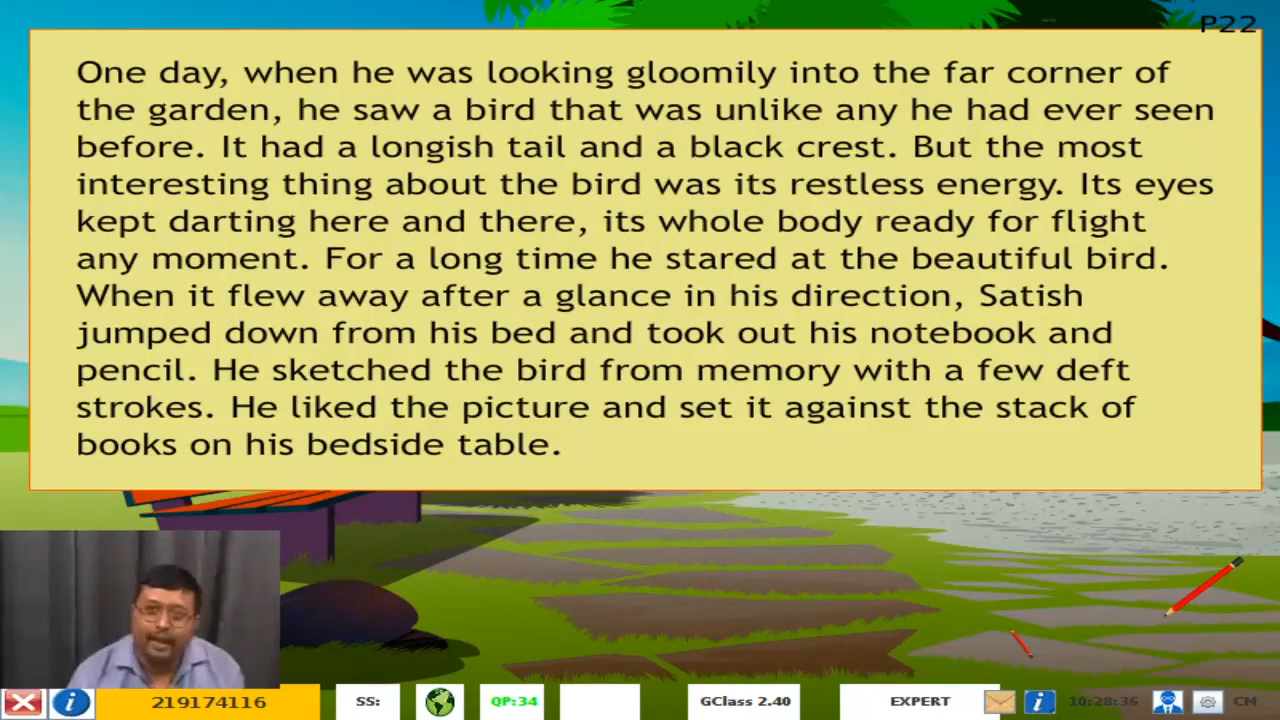 P22
One day, when he was looking gloomily into the far corner of
the garden, he saw a bird that was unlike any he had ever seen
before. It had a longish tail and a black crest. But the most
interesting thing about the bird was its restless energy. Its eyes
kept darting here and there, its whole body ready for flight
any moment. For a long time he stared at the beautiful bird.
When it flew away after a glance in his direction, Satish
jumped down from his bed and took out his notebook and
pencil. He sketched the bird from memory with a few deft
strokes. He liked the picture and set it against the stack of
books on his bedside table.
219174116 SS: QP:34 GClass 2.40 EXPERT 10:28:36 CM